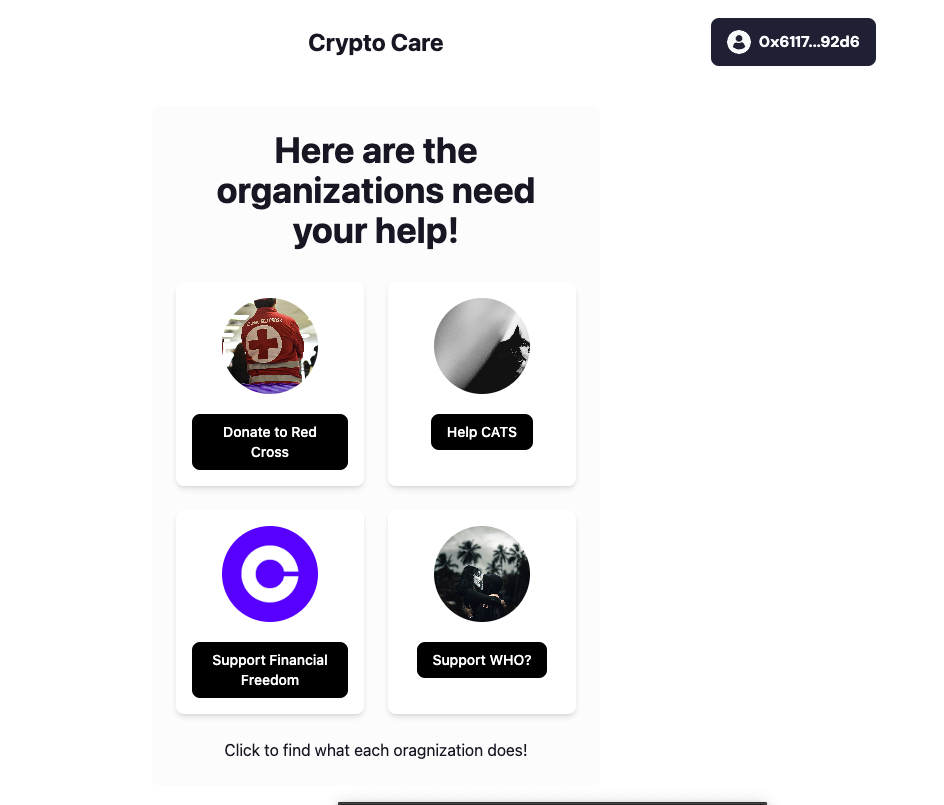 Crypto Care
0x6117...92d6
Here are the
organizations need
your help!
Donate to Red
Cross
Help CATS
Support Financial
Freedom
Support WHO?
Click to find what each oragnization does!